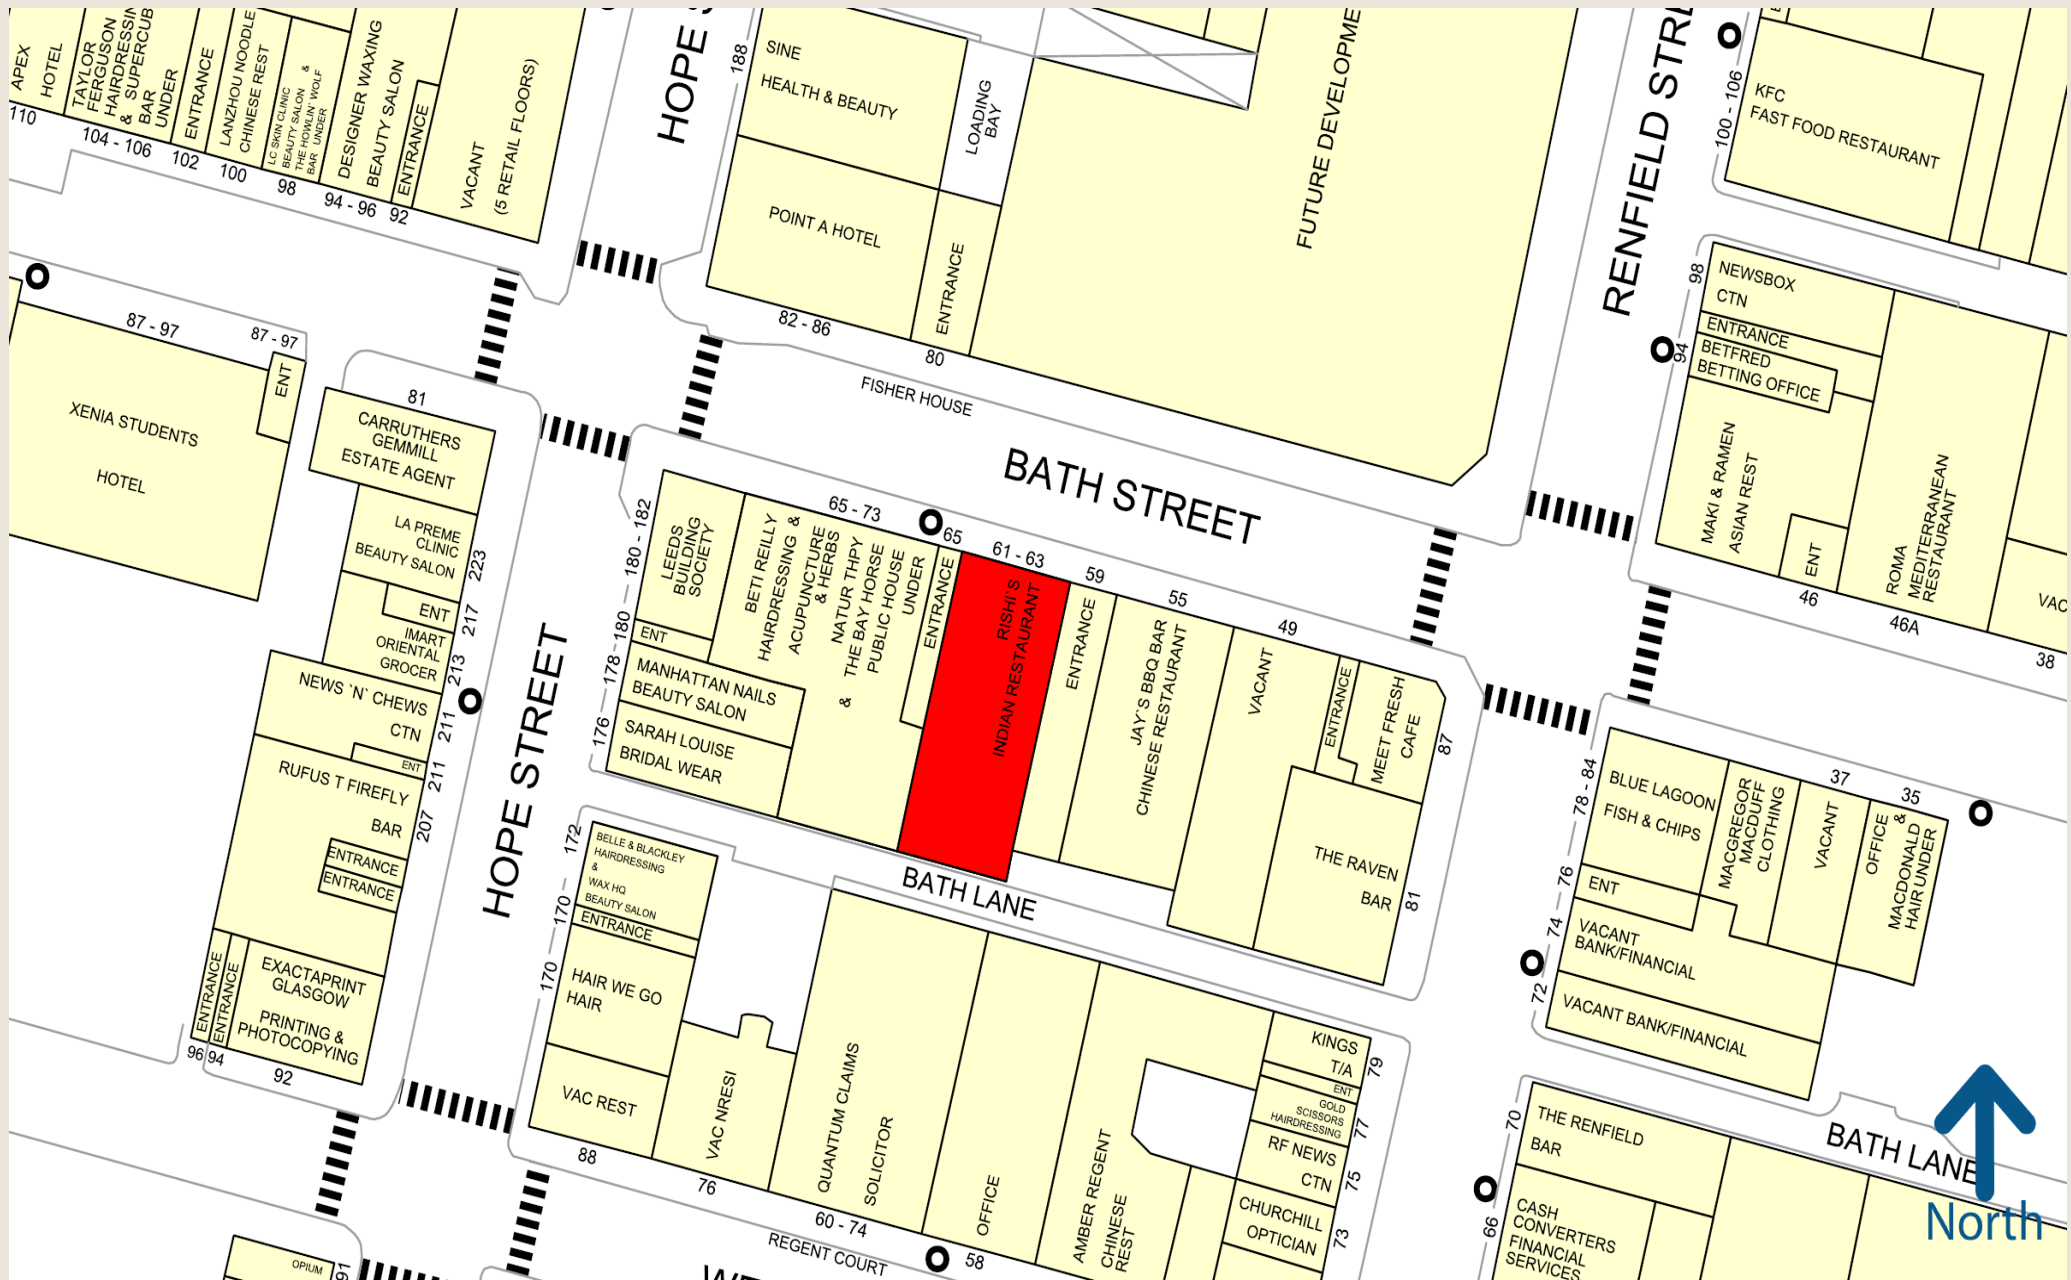 APEX
HOTEL
110
TAYLOR
FERGUSON
HAIRDRESSING
& SUPERCUB
BAR
UNDER
104 - 106
ENTRANCE
102
LANZHOU NOODLE
CHINESE REST
100
LC SKIN CLINIC
BEAUTY SALON &
THE HOWLIN' WOLF
BAR UNDER
98
DESIGNER WAXING
BEAUTY SALON
94 - 96
ENTRANCE
92
VACANT
(5 RETAIL FLOORS)
HOPE
188
SINE
HEALTH & BEAUTY
LOADING
BAY
POINT A HOTEL
ENTRANCE
82 - 86
80
FISHER HOUSE
FUTURE DEVELOPME
RENFIELD STRE
100 - 106
KFC
FAST FOOD RESTAURANT
98
NEWSBOX
CTN
ENTRANCE
94
BETFRED
BETTING OFFICE
MAKI & RAMEN
ASIAN REST
ENT
ROMA
MEDITERRANEAN
RESTAURANT
VAC
46
46A
38
87 - 97
87 - 97
ENT
XENIA STUDENTS
HOTEL
81
CARRUTHERS
GEMMILL
ESTATE AGENT
LA PREME
CLINIC
BEAUTY SALON
223
ENT
217
IMART
ORIENTAL
GROCER
213
NEWS `N` CHEWS
CTN
211
ENT
211
RUFUS T FIREFLY
BAR
207
ENTRANCE
ENTRANCE
ENTRANCE
ENTRANCE
EXACTAPRINT
GLASGOW
PRINTING &
PHOTOCOPYING
96
94
92
HOPE STREET
BATH STREET
180 - 182
LEEDS
BUILDING
SOCIETY
180
ENT
178
MANHATTAN NAILS
BEAUTY SALON
176
SARAH LOUISE
BRIDAL WEAR
65 - 73
BETI REILLY
HAIRDRESSING &
ACUPUNCTURE
& HERBS
NATUR THPY
& THE BAY HORSE
PUBLIC HOUSE
UNDER
65
ENTRANCE
61 - 63
RISHI`S
INDIAN RESTAURANT
59
ENTRANCE
55
JAY`S BBQ BAR
CHINESE RESTAURANT
49
VACANT
ENTRANCE
MEET FRESH
CAFE
87
THE RAVEN
BAR
81
BATH LANE
172
BELLE & BLACKLEY
HAIRDRESSING
&
WAX HQ
BEAUTY SALON
170
ENTRANCE
170
HAIR WE GO
HAIR
VAC REST
88
VAC NRESI
76
QUANTUM CLAIMS
SOLICITOR
60 - 74
REGENT COURT
OFFICE
58
AMBER REGENT
CHINESE
REST
KINGS
T/A
79
ENT
GOLD
SCISSORS
HAIRDRESSING
77
RF NEWS
CTN
75
CHURCHILL
OPTICIAN
73
78 - 84
BLUE LAGOON
FISH & CHIPS
MACGREGOR
MACDUFF
CLOTHING
37
VACANT
35
OFFICE &
MACDONALD
HAIR UNDER
76
ENT
74
VACANT
BANK/FINANCIAL
72
VACANT BANK/FINANCIAL
70
THE RENFIELD
BAR
BATH LANE
66
CASH
CONVERTERS
FINANCIAL
SERVICES
North
OPIUM
91